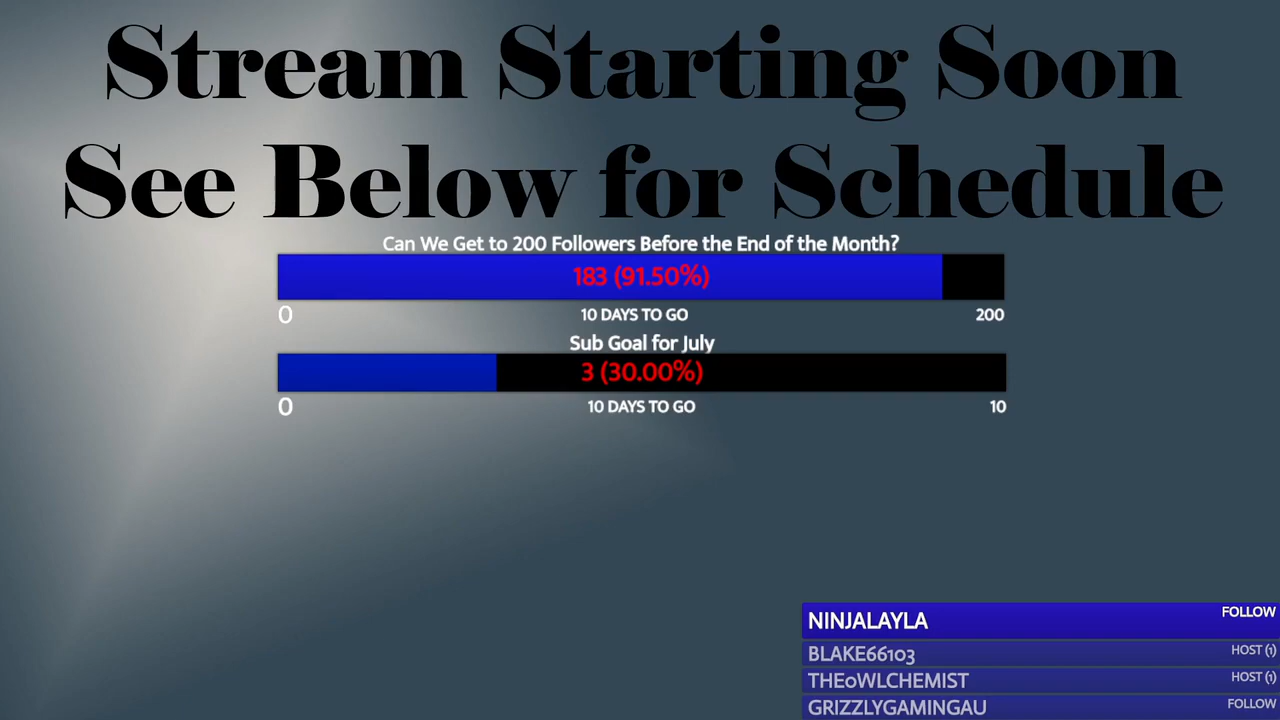 Stream Starting Soon
See Below for Schedule
Can We Get to 200 Followers Before the End of the Month?
183 (91.50%)
0 10 DAYS TO GO 200
Sub Goal for July
3 (30.00%)
0 10 DAYS TO GO 10
NINJALAYLA FOLLOW
BLAKE66103 HOST (1)
THE0WLCHEMIST HOST (1)
GRIZZLYGAMINGAU FOLLOW